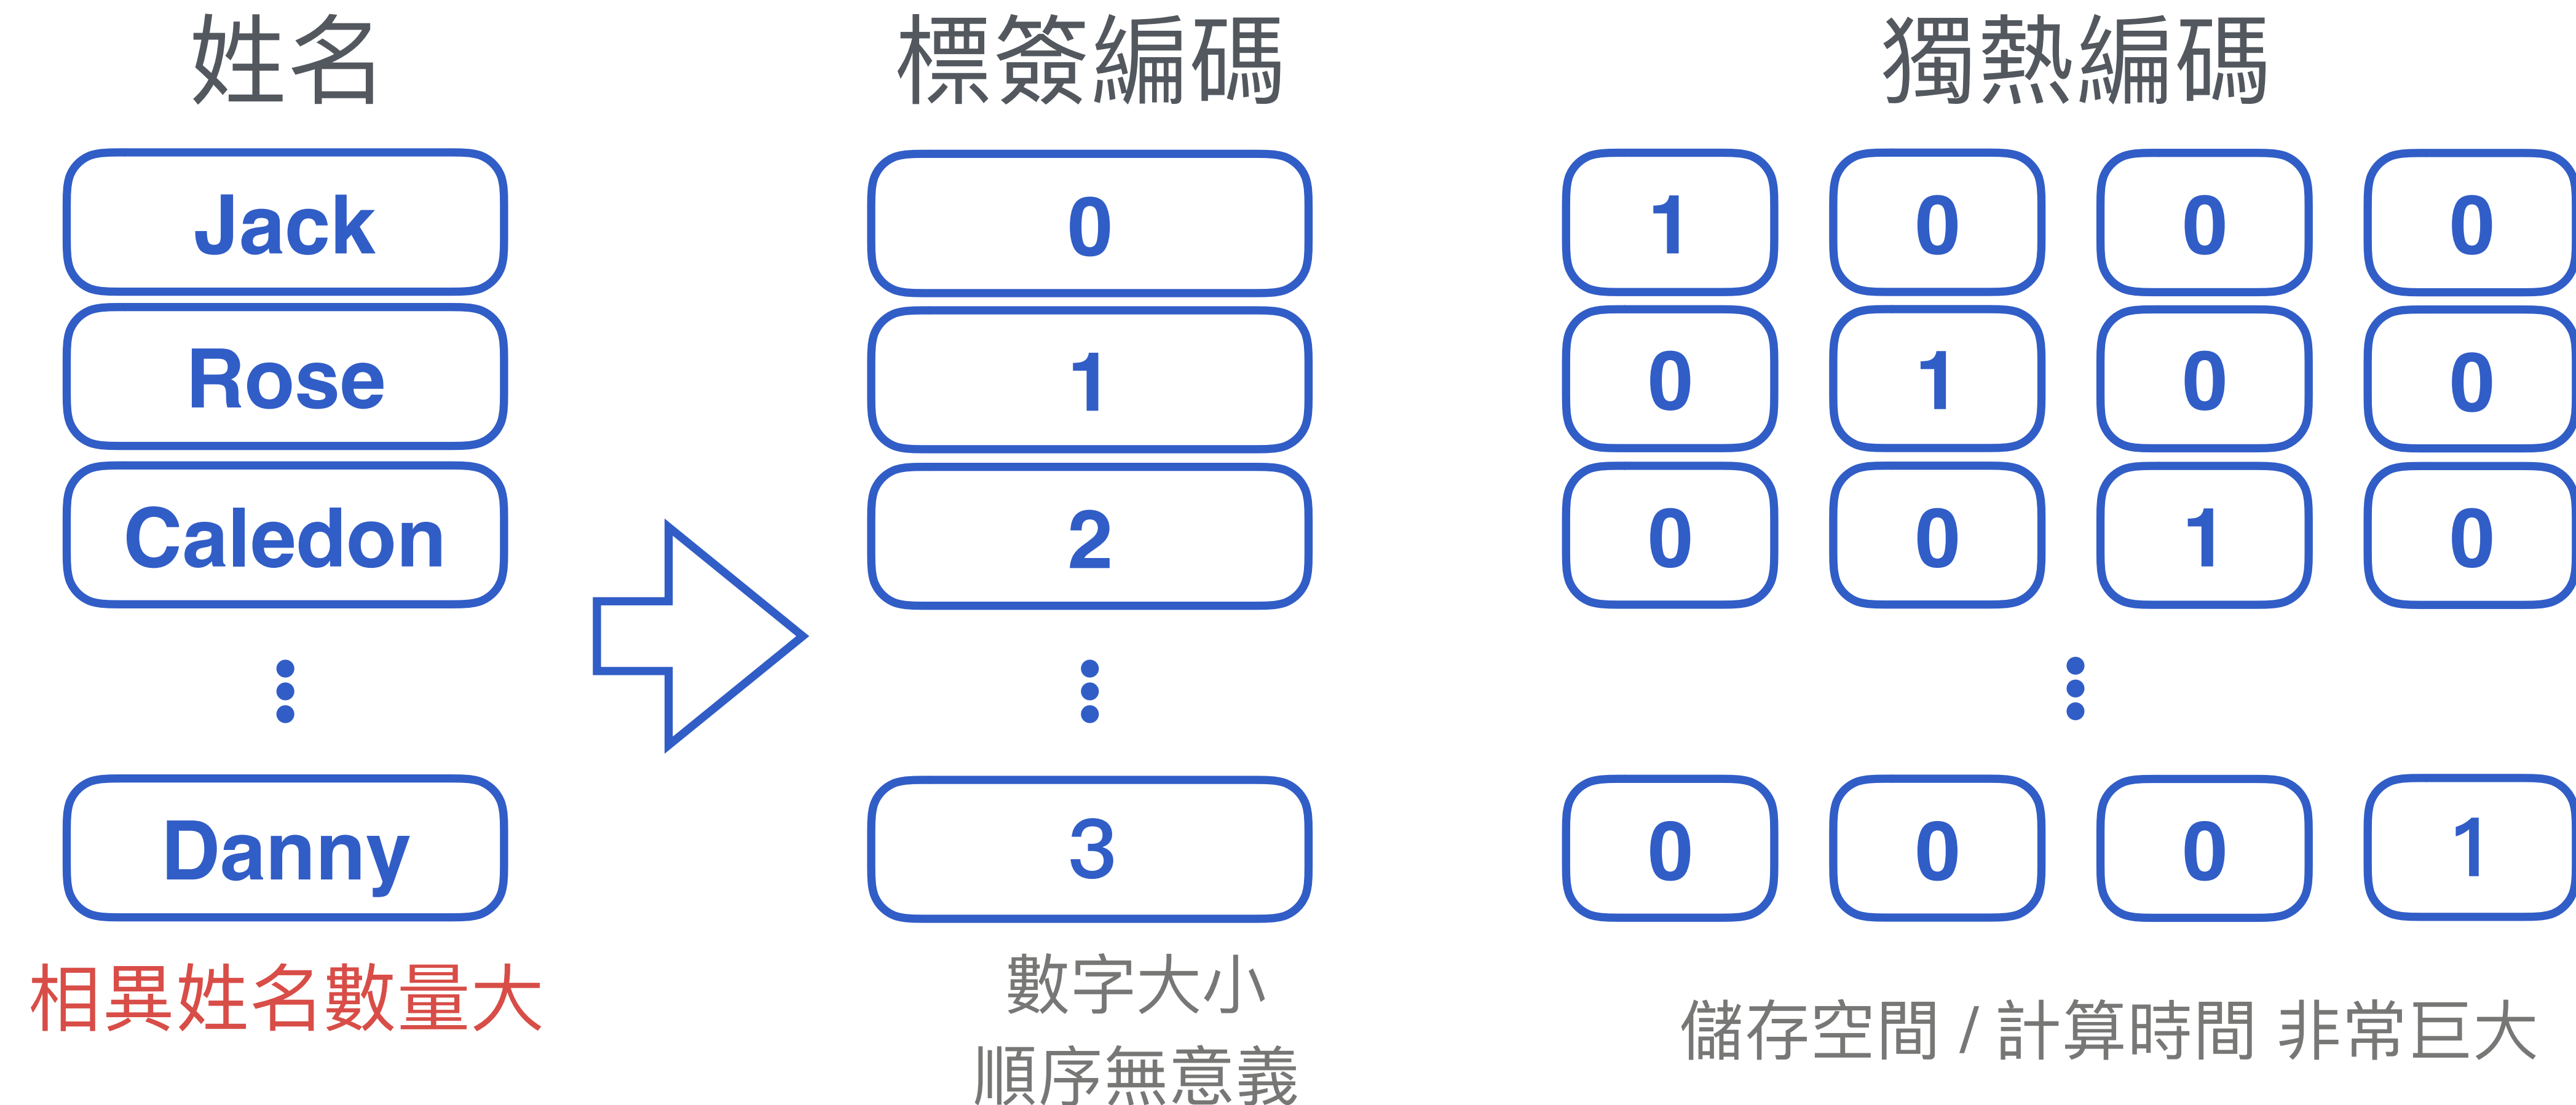 姓名 標簽編碼 獨熱編碼
Jack 0 1 0 0 0
Rose 1 0 1 0 0
Caledon 2 0 0 1 0
Danny 3 0 0 0 1
相異姓名數量大
數字大小
順序無意義
儲存空間 / 計算時間 非常巨大